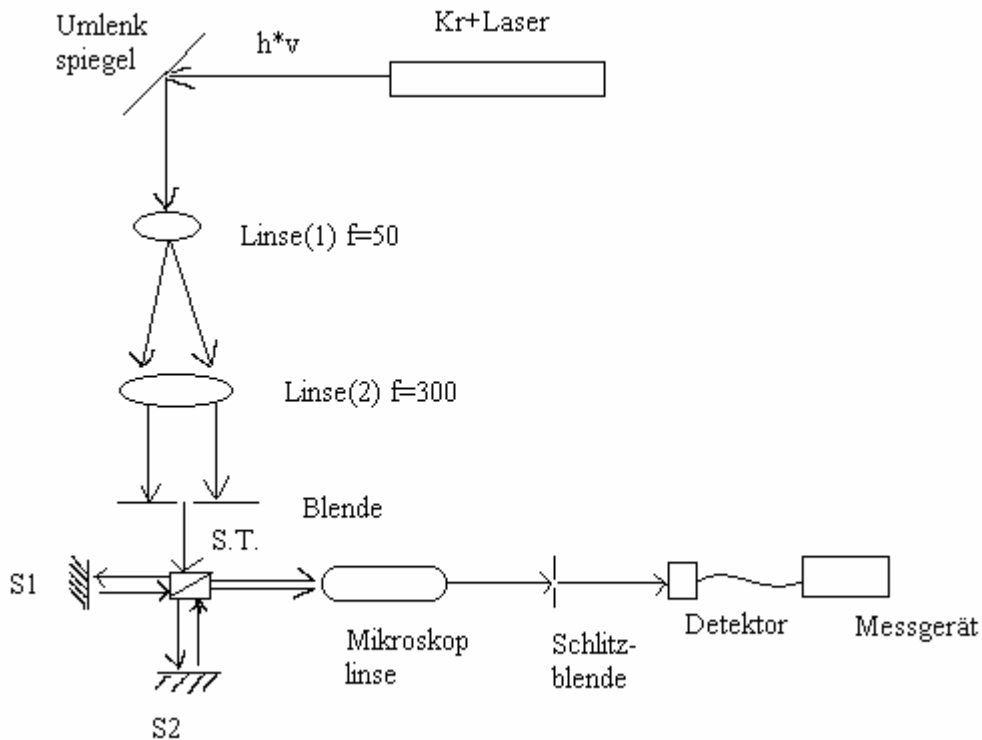 Umlenk
spiegel
h*v
Kr+Laser
Linse(1) f=50
Linse(2) f=300
Blende
S.T.
S1
S2
Mikroskop
linse
Schlitz-
blende
Detektor
Messgerät